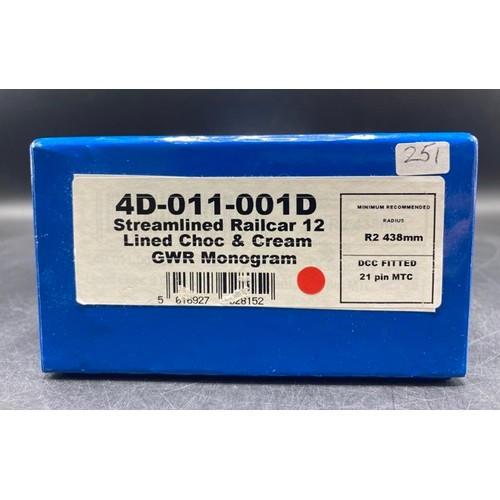 251
4D-011-001D
Streamlined Railcar 12
Lined Choc & Cream
GWR Monogram
MINIMUM RECOMMENDED
RADIUS
R2 438mm
DCC FITTED
21 pin MTC